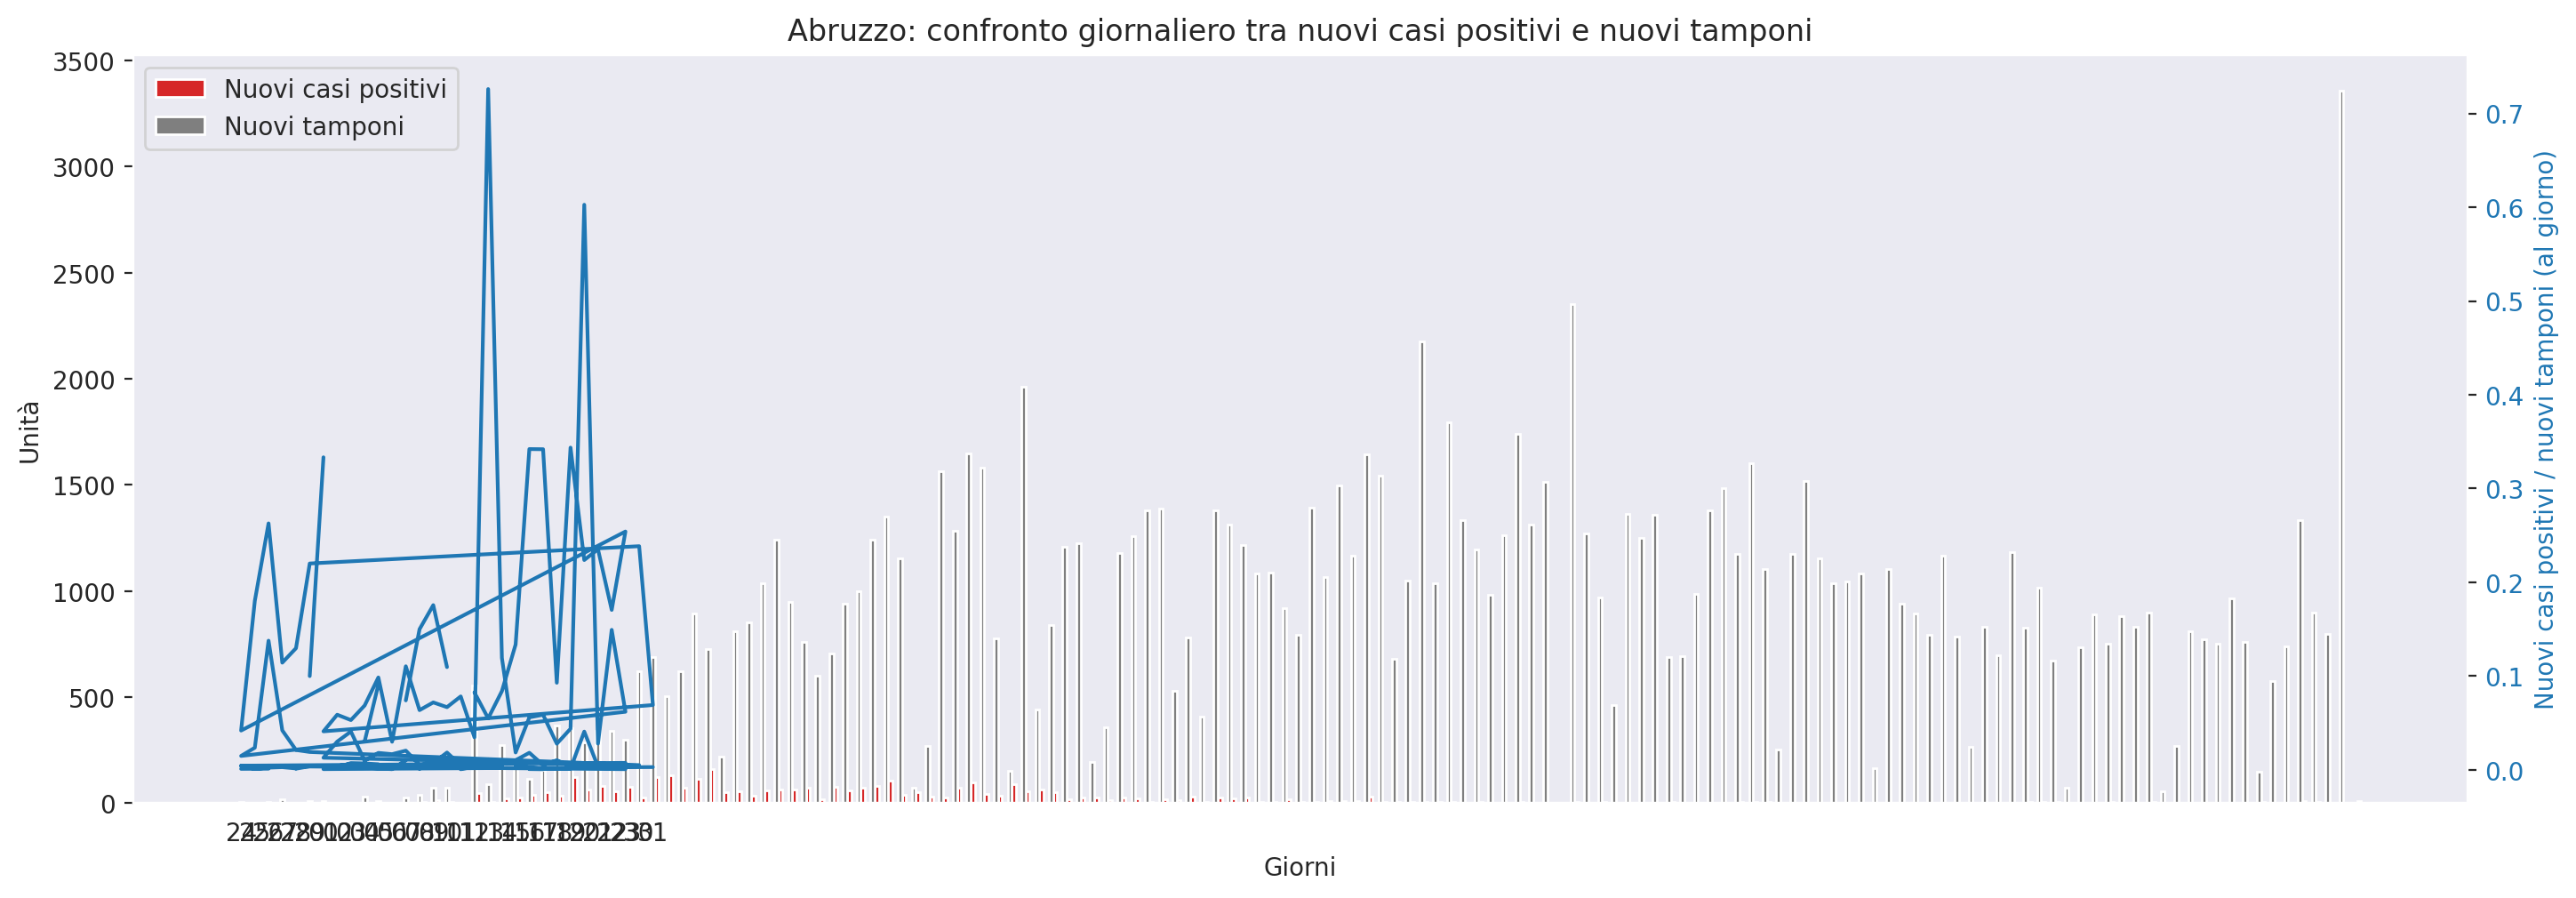 Abruzzo: confronto giornaliero tra nuovi casi positivi e nuovi tamponi
Nuovi casi positivi
Nuovi tamponi
Unità
3500
3000
2500
2000
1500
1000
500
0
0.7
0.6
0.5
0.4
0.3
0.2
0.1
0.0
Nuovi casi positivi / nuovi tamponi (al giorno)
Giorni